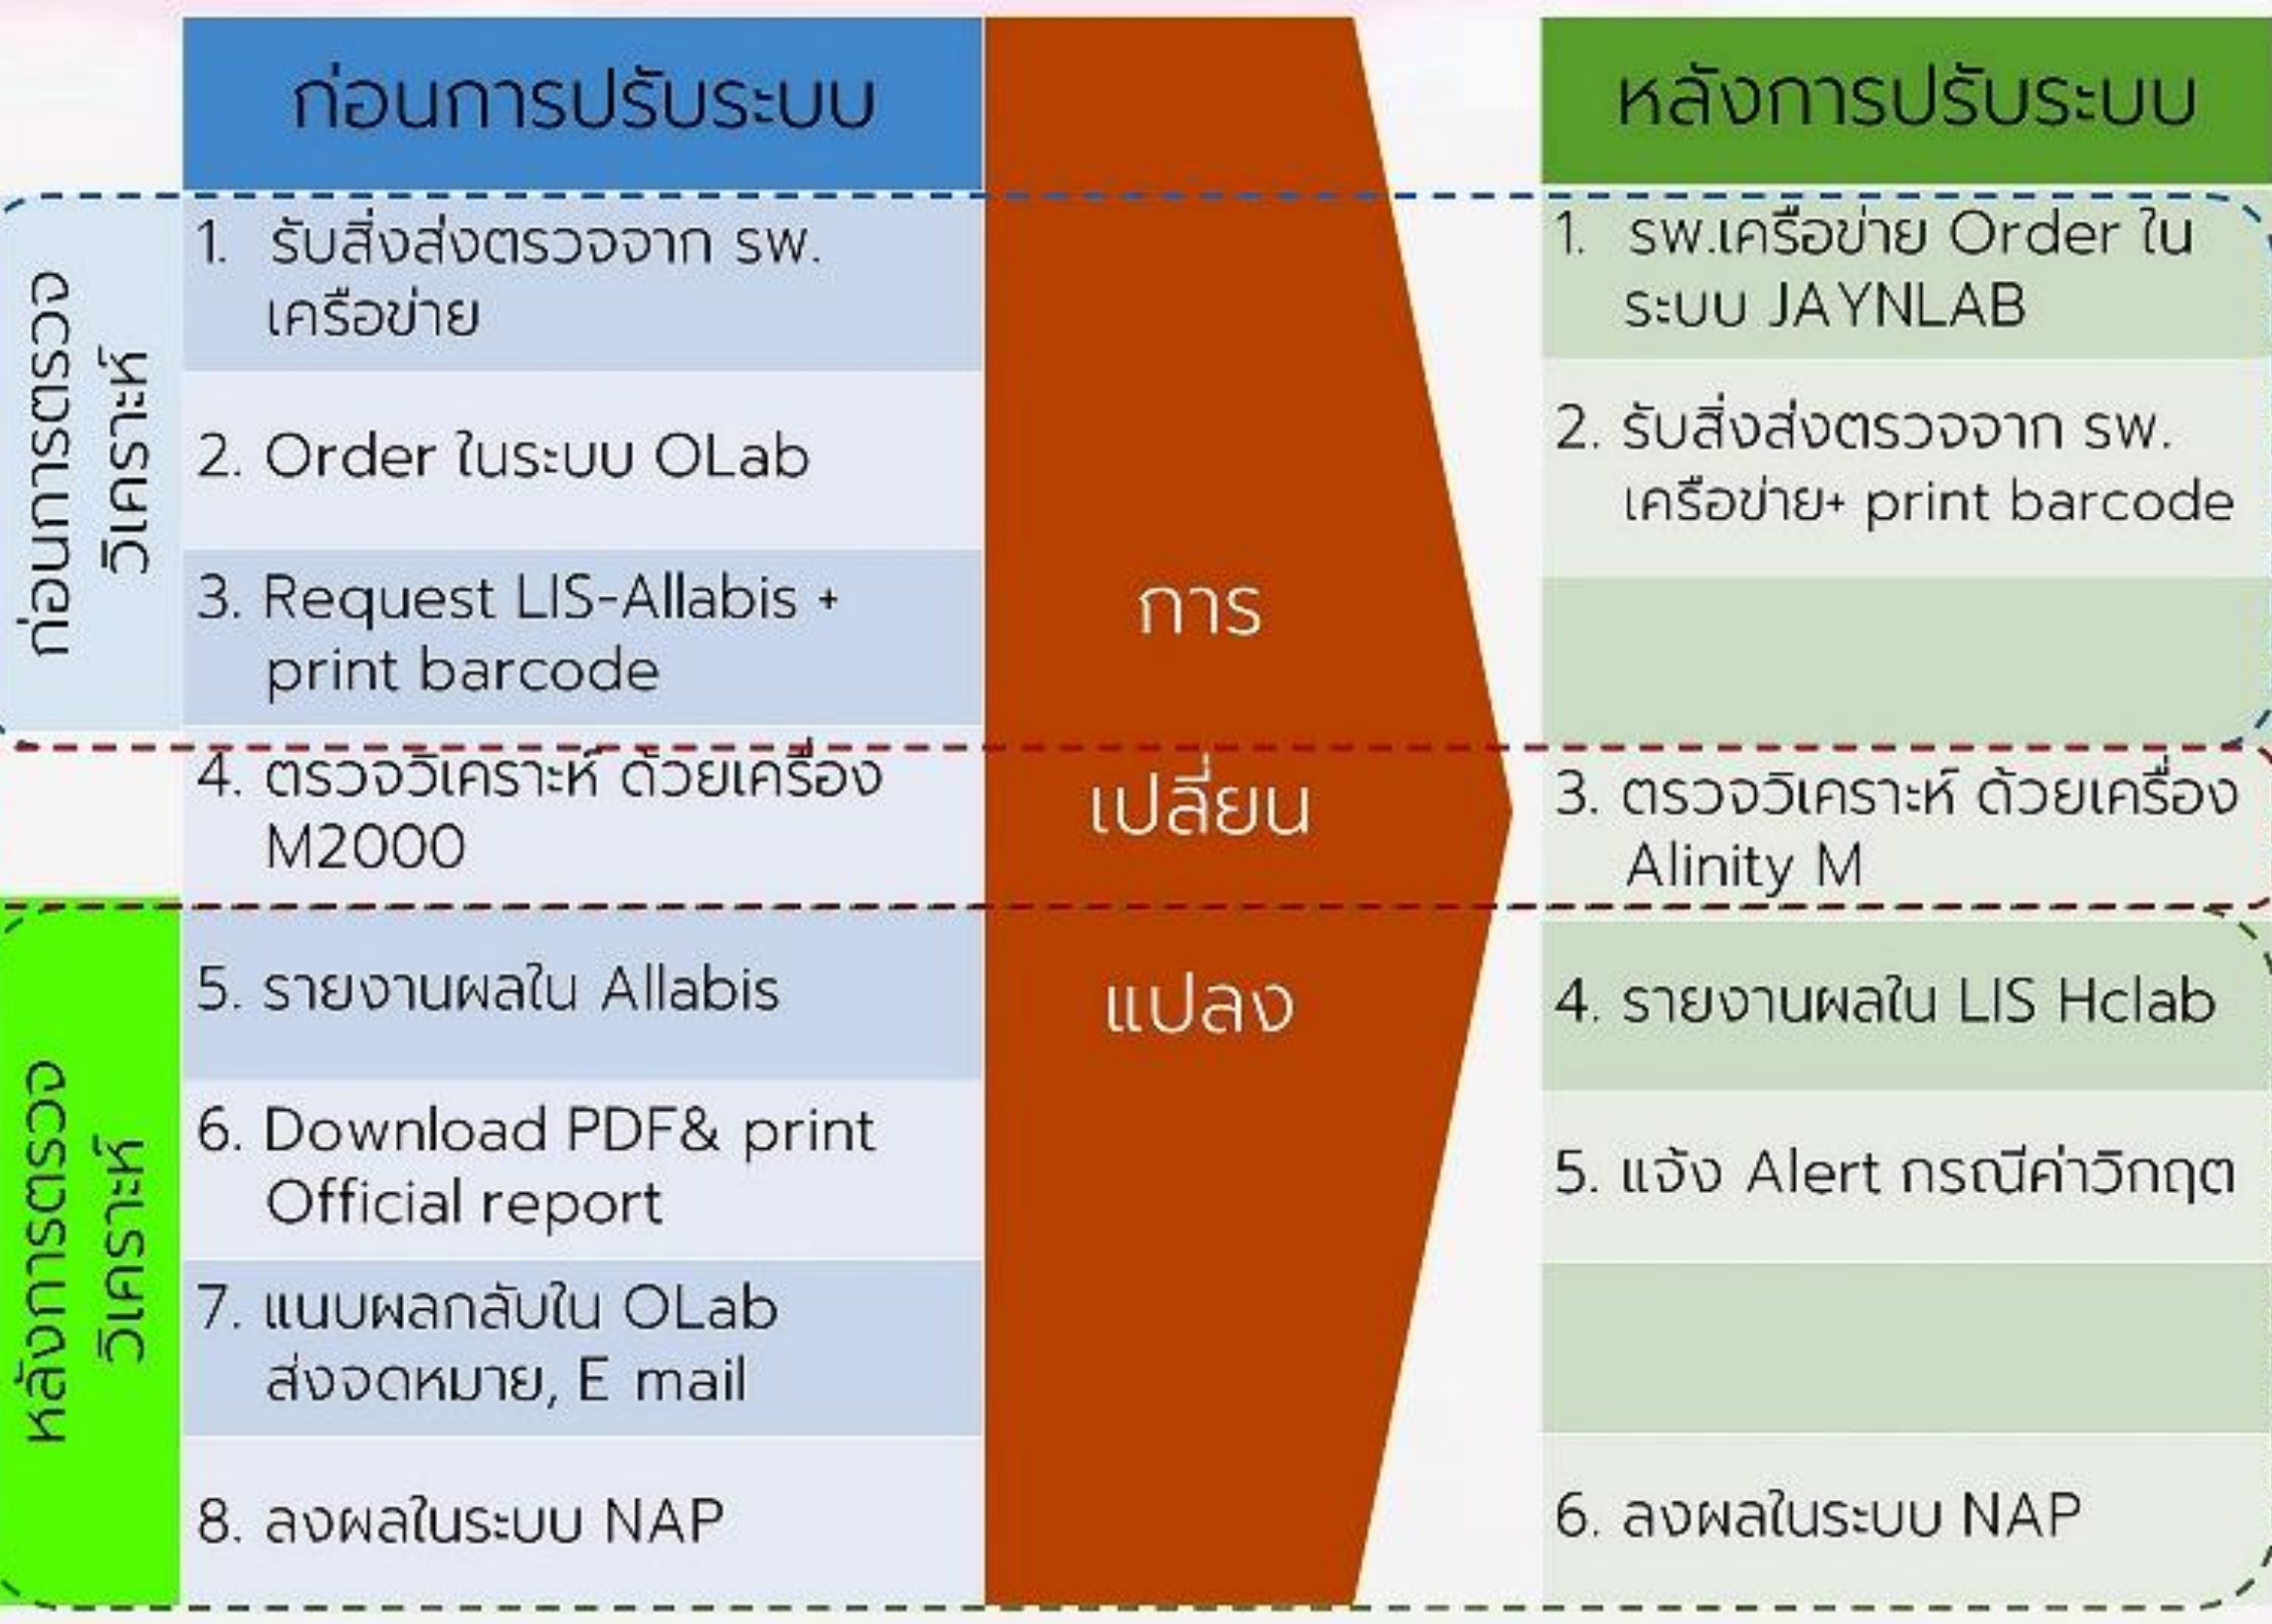 ก่อนการปรับระบบ
หลังการปรับระบบ
ก่อนการตรวจ
วิเคราะห์
1. รับสิ่งส่งตรวจจาก รพ.
เครือข่าย
2. Order ในระบบ OLab
3. Request LIS-Allabis +
print barcode
4. ตรวจวิเคราะห์ ด้วยเครื่อง
M2000
หลังการตรวจ
วิเคราะห์
5. รายงานผลใน Allabis
6. Download PDF& print
Official report
7. แนบผลกลับใน OLab
ส่งจดหมาย, E mail
8. ลงผลในระบบ NAP
การ
เปลี่ยน
แปลง
1. รพ.เครือข่าย Order ใน
ระบบ JAYNLAB
2. รับสิ่งส่งตรวจจาก รพ.
เครือข่าย+ print barcode
3. ตรวจวิเคราะห์ ด้วยเครื่อง
Alinity M
4. รายงานผลใน LIS Hclab
5. แจ้ง Alert กรณีค่าวิกฤต
6. ลงผลในระบบ NAP